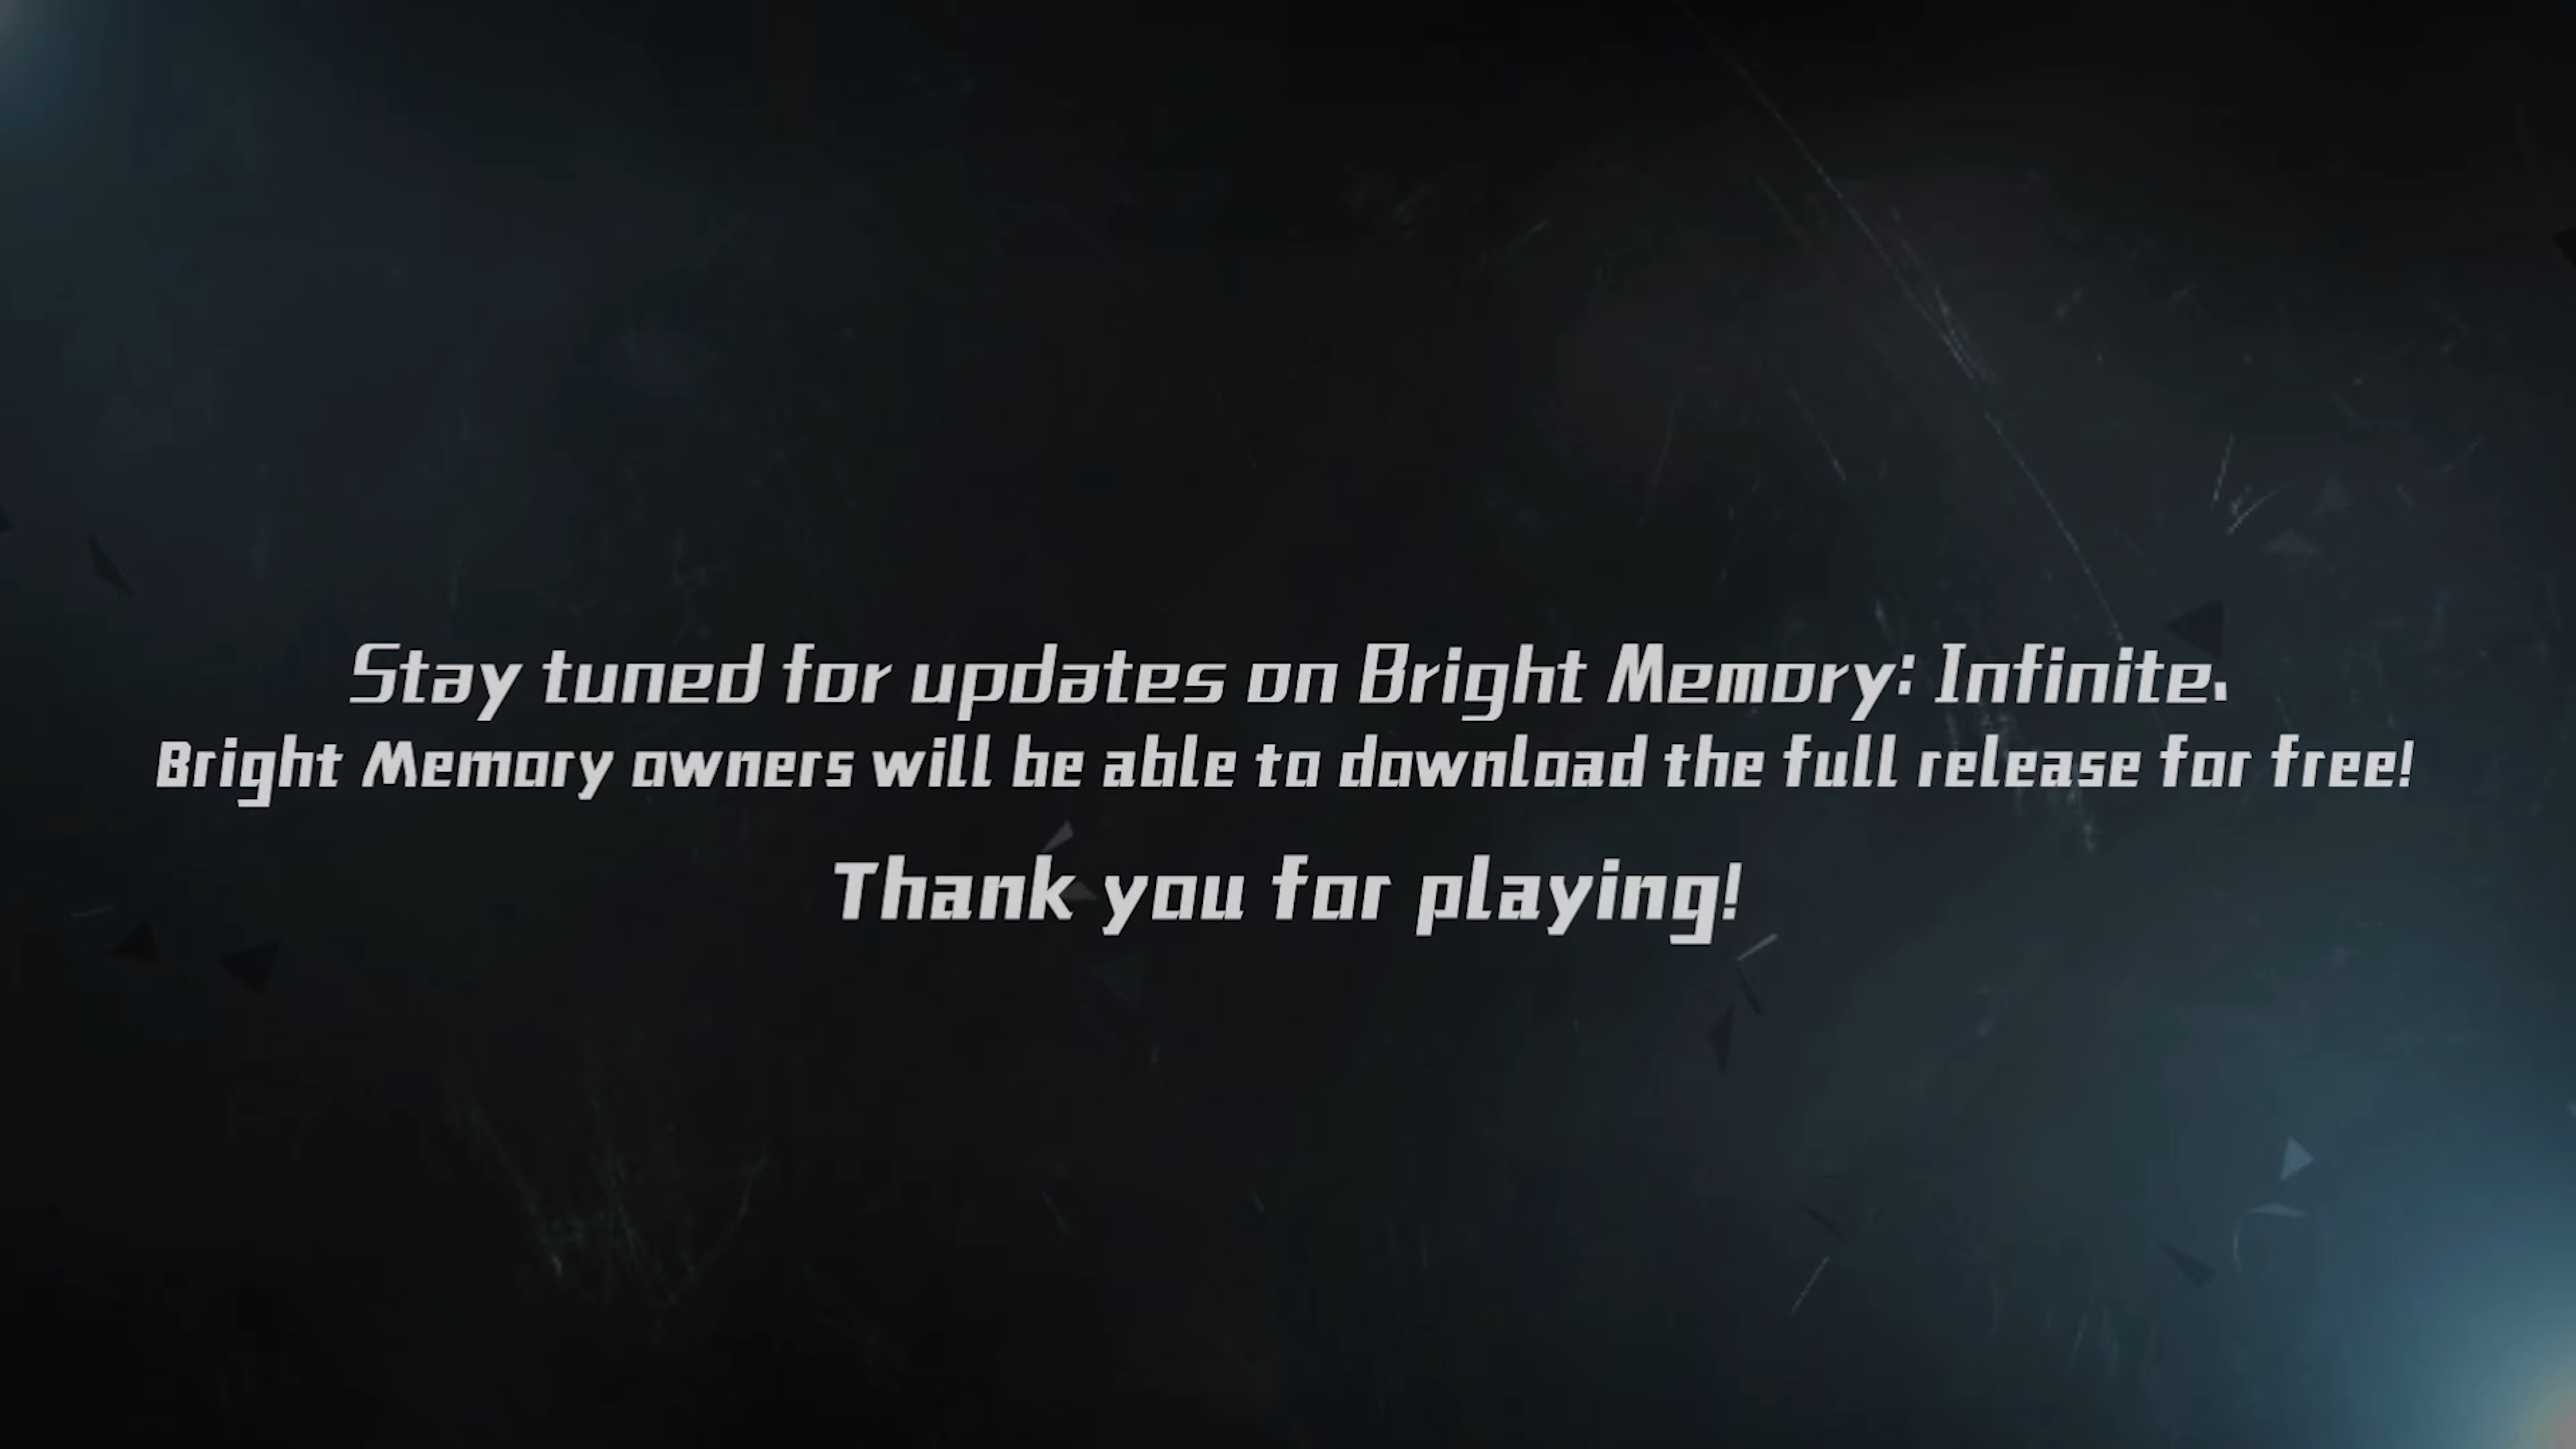 Stay tuned for updates on Bright Memory: Infinite.
Bright Memory owners will be able to download the full release for free!
Thank you for playing!